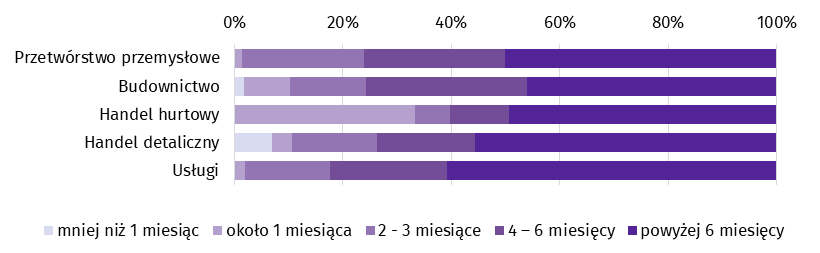 0% 20% 40% 60% 80% 100%
Przetwórstwo przemysłowe
Budownictwo
Handel hurtowy
Handel detaliczny
Usługi
mniej niż 1 miesiąc około 1 miesiąca 2 - 3 miesiące 4 – 6 miesięcy powyżej 6 miesięcy